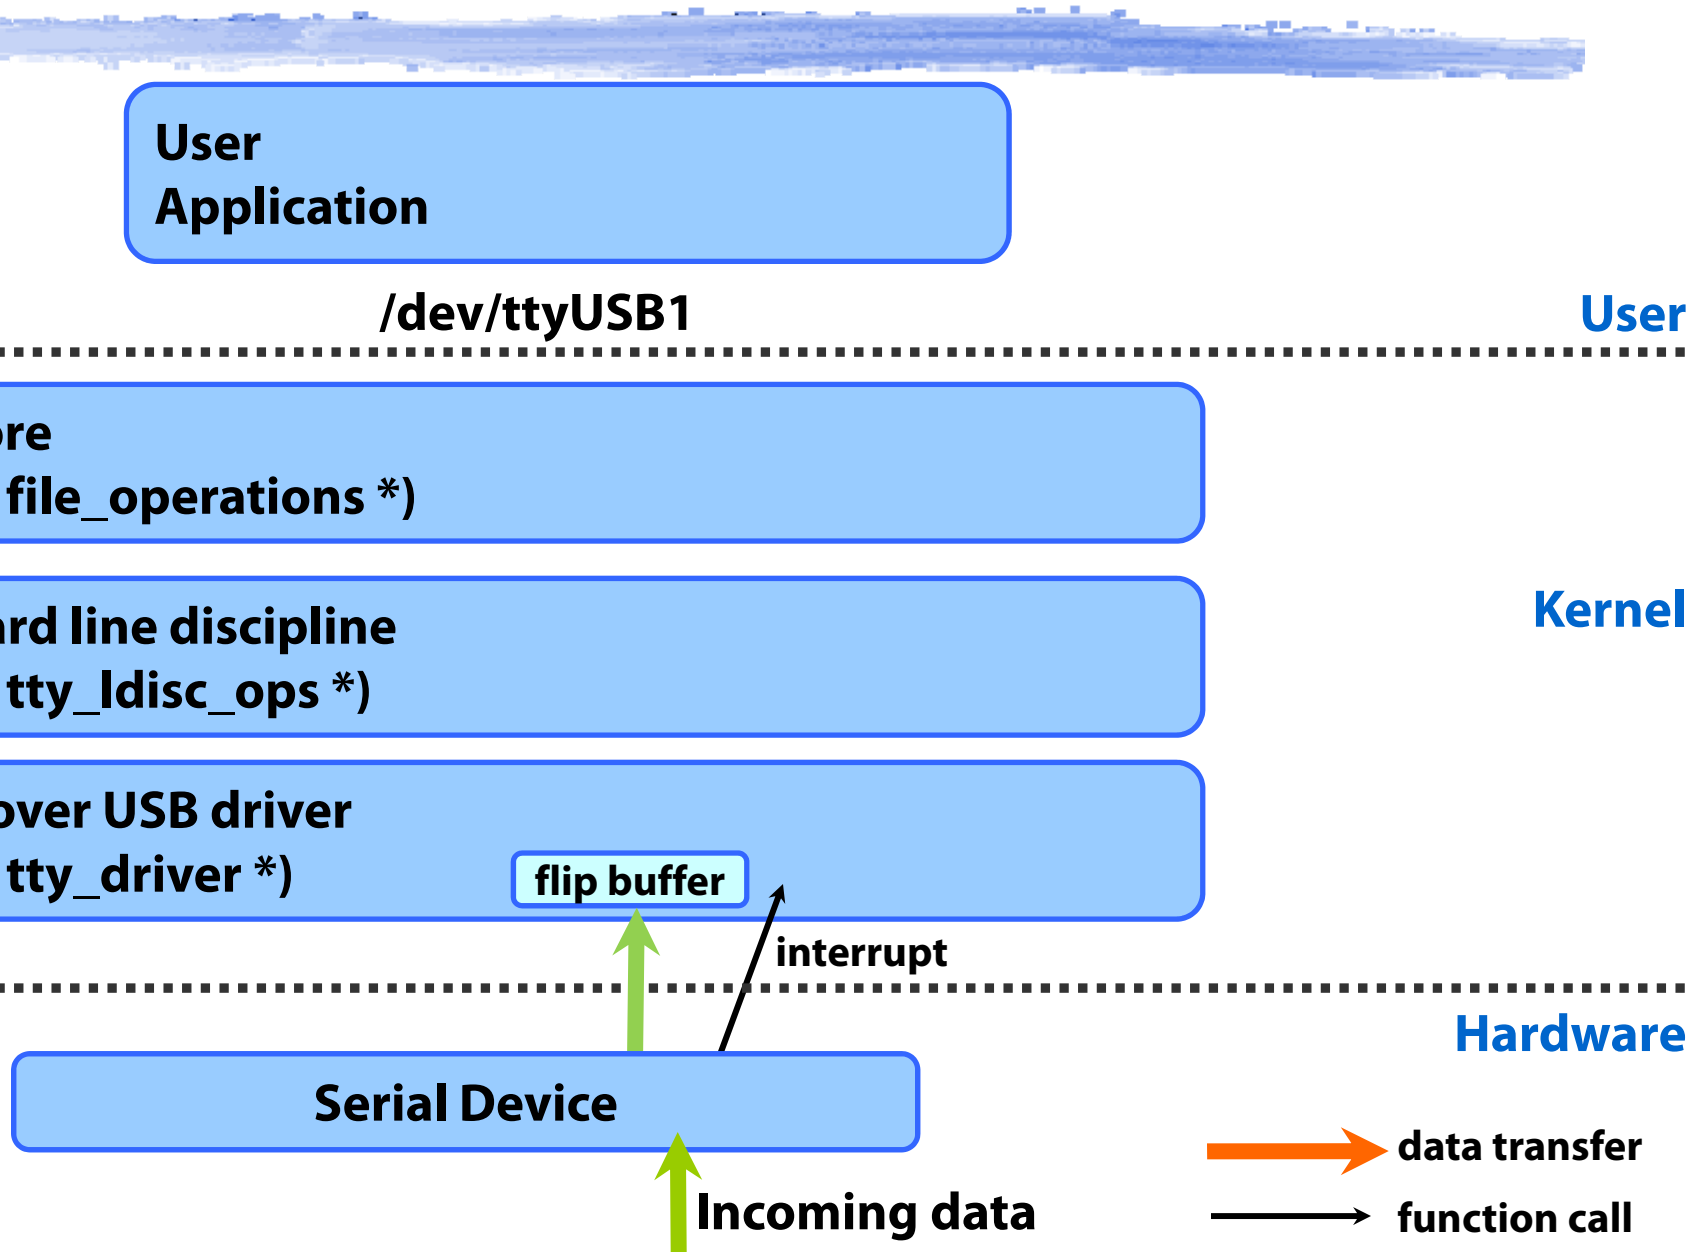 User
Application
/dev/ttyUSB1
User
ore
file_operations *)
ard line discipline
tty_ldisc_ops *)
Kernel
over USB driver
tty_driver *)
flip buffer
interrupt
Hardware
Serial Device
data transfer
Incoming data
function call